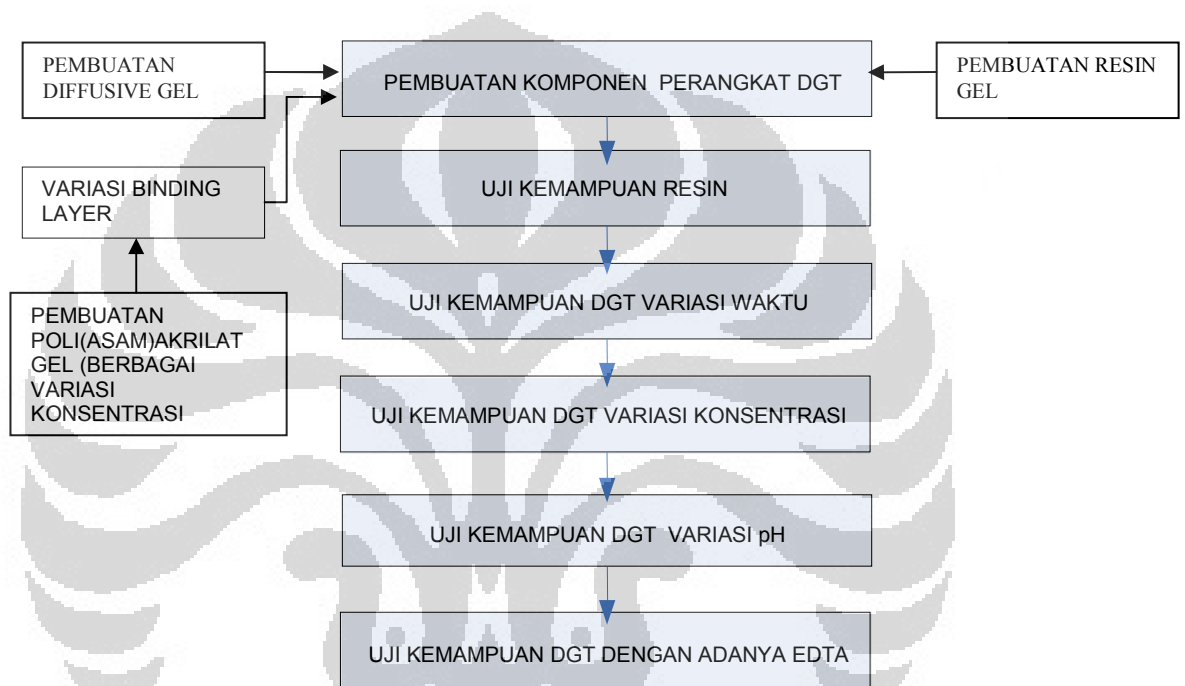 PEMBUATAN
DIFFUSIVE GEL
PEMBUATAN KOMPONEN PERANGKAT DGT
PEMBUATAN RESIN
GEL
VARIASI BINDING
LAYER
UJI KEMAMPUAN RESIN
PEMBUATAN
POLI(ASAM)AKRILAT
GEL (BERBAGAI
VARIASI
KONSENTRASI
UJI KEMAMPUAN DGT VARIASI WAKTU
UJI KEMAMPUAN DGT VARIASI KONSENTRASI
UJI KEMAMPUAN DGT VARIASI pH
UJI KEMAMPUAN DGT DENGAN ADANYA EDTA